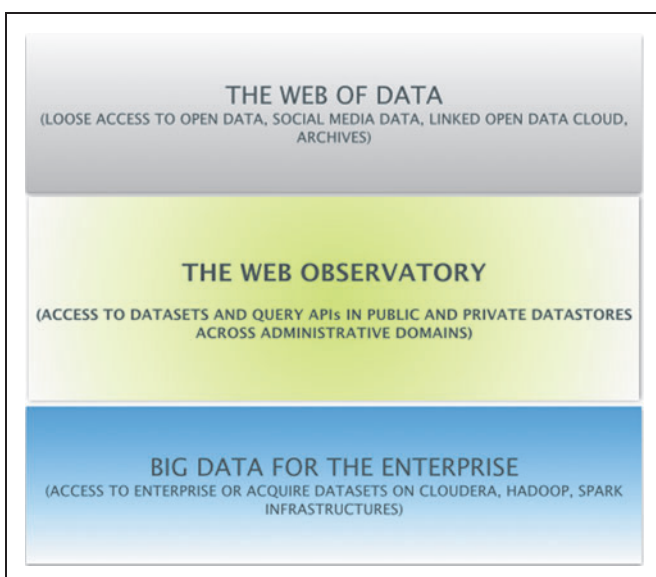 THE WEB OF DATA
(LOOSE ACCESS TO OPEN DATA, SOCIAL MEDIA DATA, LINKED OPEN DATA CLOUD,
ARCHIVES)
THE WEB OBSERVATORY
(ACCESS TO DATASETS AND QUERY APIs IN PUBLIC AND PRIVATE DATASTORES
ACROSS ADMINISTRATIVE DOMAINS)
BIG DATA FOR THE ENTERPRISE
(ACCESS TO ENTERPRISE OR ACQUIRE DATASETS ON CLOUDERA, HADOOP, SPARK
INFRASTRUCTURES)